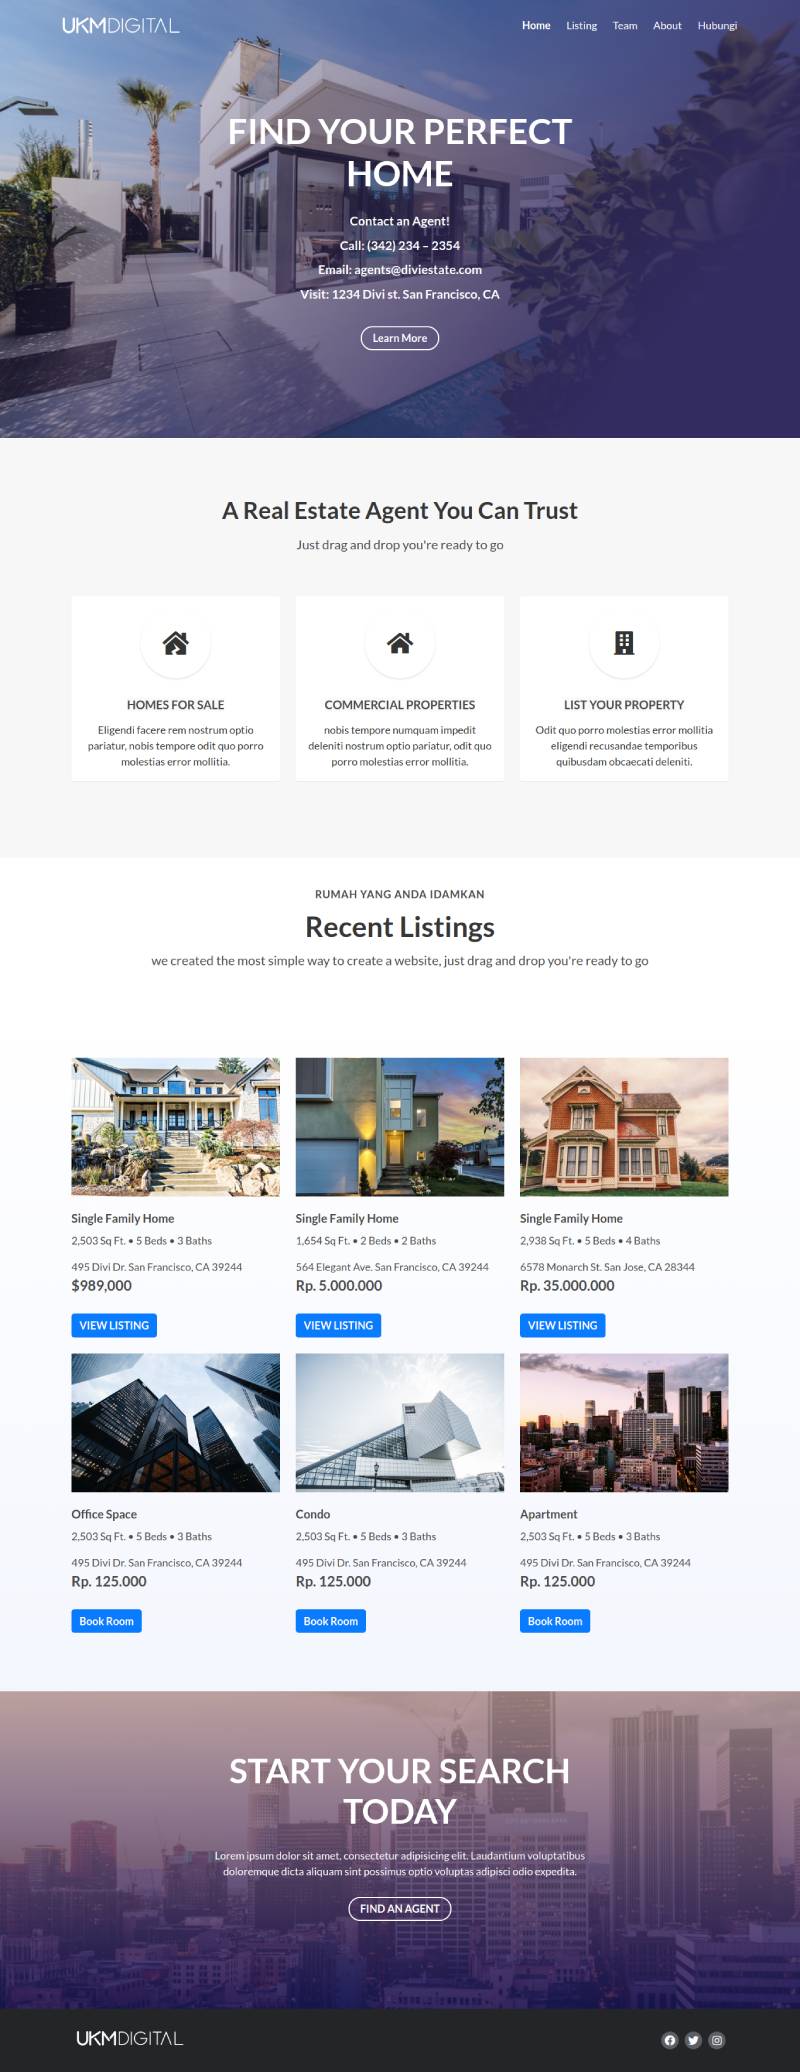 UKMDIGITAL
Home Listing Team About Hubungi
FIND YOUR PERFECT
HOME
Contact an Agent!
Call: (342) 234 – 2354
Email: agents@diviestate.com
Visit: 1234 Divi st. San Francisco, CA
Learn More
A Real Estate Agent You Can Trust
Just drag and drop you're ready to go
HOMES FOR SALE
Eligendi facere rem nostrum optio
pariatur, nobis tempore odit quo porro
molestias error mollitia.
COMMERCIAL PROPERTIES
nobis tempore numquam impedit
deleniti nostrum optio pariatur, odit quo
porro molestias error mollitia.
LIST YOUR PROPERTY
Odit quo porro molestias error mollitia
eligendi recusandae temporibus
quibusdam obcaecati deleniti.
RUMAH YANG ANDA IDAMKAN
Recent Listings
we created the most simple way to create a website, just drag and drop you're ready to go
Single Family Home
2,503 Sq Ft. • 5 Beds • 3 Baths
495 Divi Dr. San Francisco, CA 39244
$989,000
VIEW LISTING
Single Family Home
1,654 Sq Ft. • 2 Beds • 2 Baths
564 Elegant Ave. San Francisco, CA 39244
Rp. 5.000.000
VIEW LISTING
Single Family Home
2,938 Sq Ft. • 5 Beds • 4 Baths
6578 Monarch St. San Jose, CA 28344
Rp. 35.000.000
VIEW LISTING
Office Space
2,503 Sq Ft. • 5 Beds • 3 Baths
495 Divi Dr. San Francisco, CA 39244
Rp. 125.000
Book Room
Condo
2,503 Sq Ft. • 5 Beds • 3 Baths
495 Divi Dr. San Francisco, CA 39244
Rp. 125.000
Book Room
Apartment
2,503 Sq Ft. • 5 Beds • 3 Baths
495 Divi Dr. San Francisco, CA 39244
Rp. 125.000
Book Room
START YOUR SEARCH
TODAY
Lorem ipsum dolor sit amet, consectetur adipisicing elit. Laudantium voluptatibus
doloremque dicta aliquam sint possimus optio voluptas adipisci odio expedita.
FIND AN AGENT
UKMDIGITAL